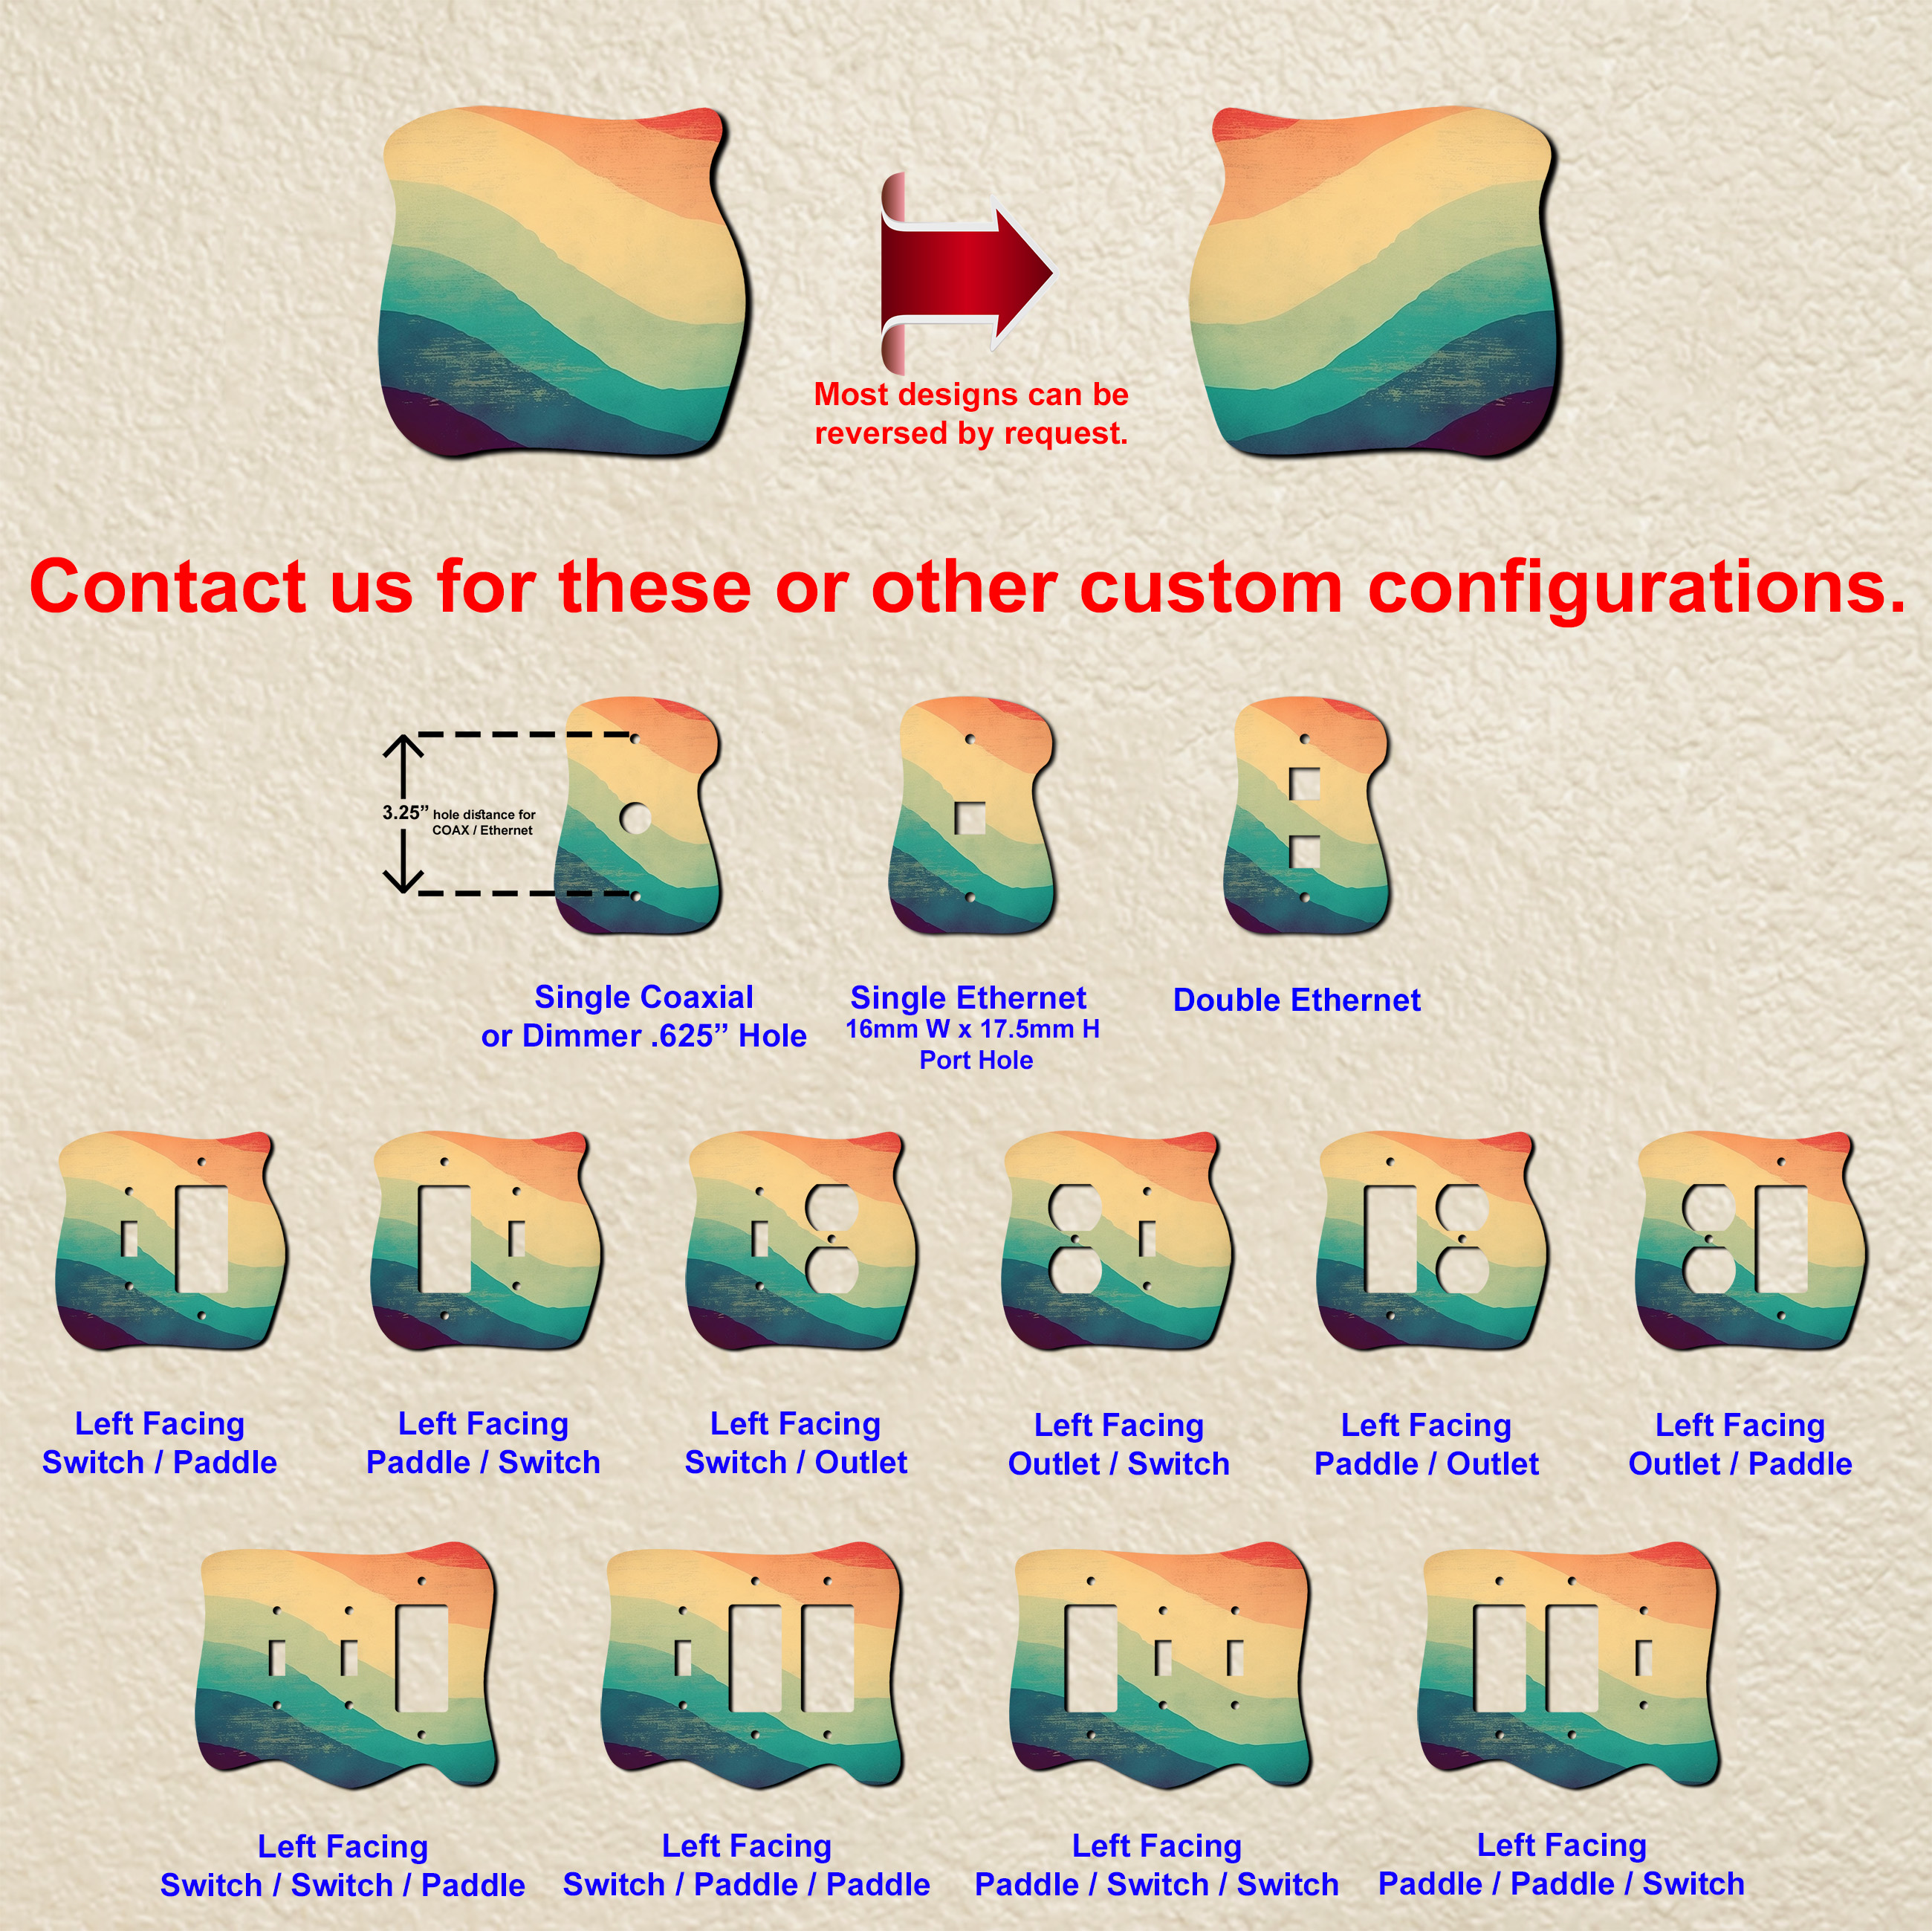 Most designs can be
reversed by request.
Contact us for these or other custom configurations.
3.25” hole distance for
COAX / Ethernet
Single Coaxial
or Dimmer .625” Hole
Single Ethernet
16mm W x 17.5mm H
Port Hole
Double Ethernet
Left Facing
Switch / Paddle
Left Facing
Paddle / Switch
Left Facing
Switch / Outlet
Left Facing
Outlet / Switch
Left Facing
Paddle / Outlet
Left Facing
Outlet / Paddle
Left Facing
Switch / Switch / Paddle
Left Facing
Switch / Paddle / Paddle
Left Facing
Paddle / Switch / Switch
Left Facing
Paddle / Paddle / Switch